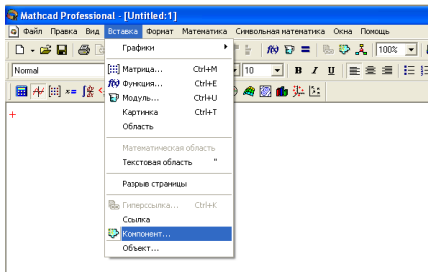 Mathcad Professional - [Untitled:1]
Файл Правка Вид Вставка Формат Математика Символьная математика Окна Помощь
100%
Normal 10 B I U
Графики
Матрица... Ctrl+M
Функция... Ctrl+E
Модуль... Ctrl+U
Картинка Ctrl+T
Область
Математическая область
Текстовая область "
Разрыв страницы
Гиперссылка... Ctrl+K
Ссылка
Компонент...
Объект...